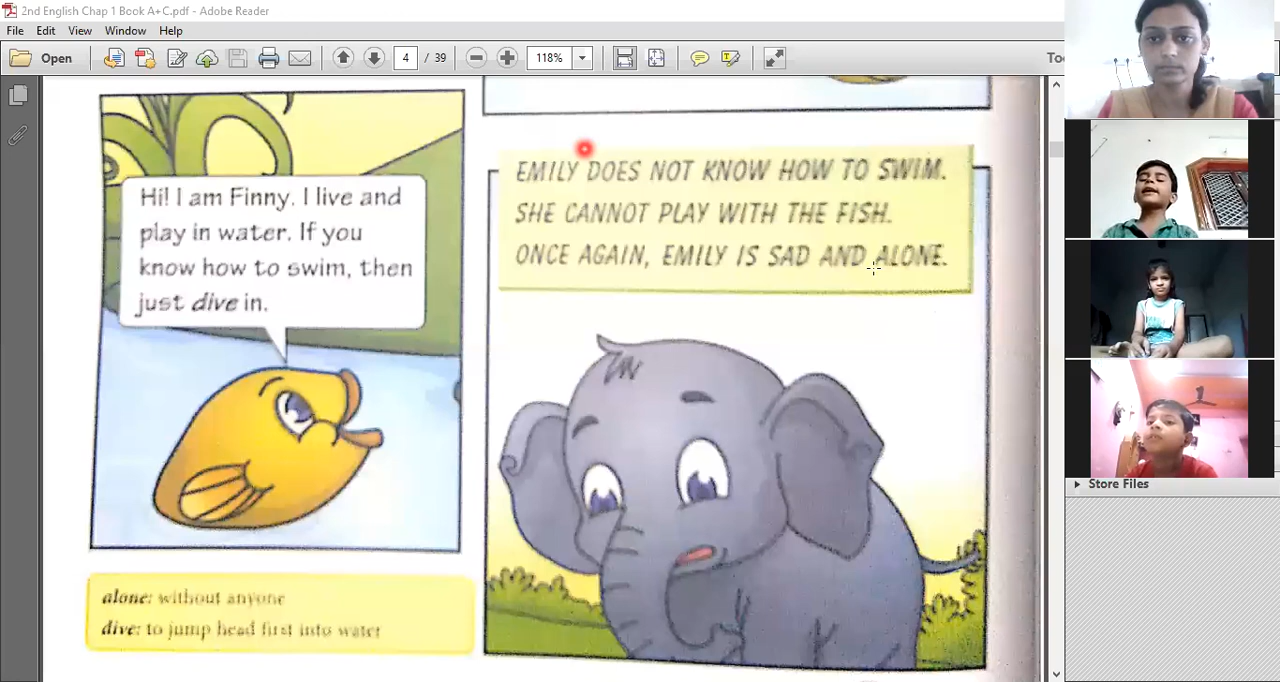 2nd English Chap 1 Book A+C.pdf - Adobe Reader
File Edit View Window Help
Open 4 / 39 118% To
Hi! I am Finny. I live and
play in water. If you
know how to swim, then
just dive in.
alone: without anyone
dive: to jump head first into water
EMILY DOES NOT KNOW HOW TO SWIM.
SHE CANNOT PLAY WITH THE FISH.
ONCE AGAIN, EMILY IS SAD AND ALONE.
Store Files